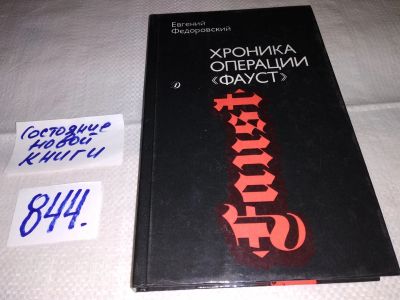 Евгений
Федоровский
ХРОНИКА
ОПЕРАЦИИ
«ФАУСТ»
Faust
Состояние
новой
книги
844.